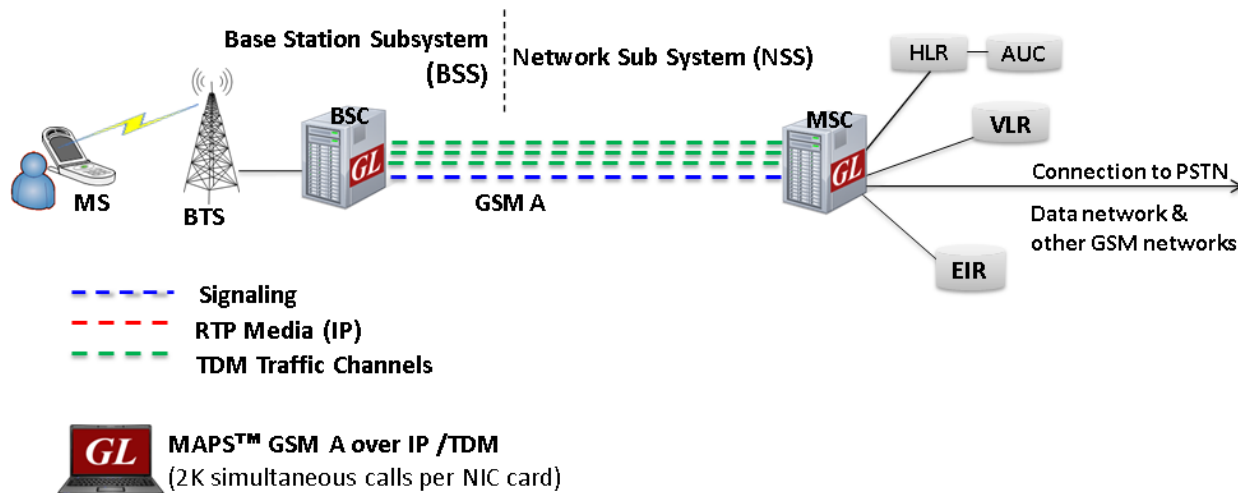 Base Station Subsystem
(BSS)
Network Sub System (NSS)
HLR
AUC
BSC
MSC
VLR
GL
GL
MS
BTS
GSM A
Connection to PSTN
Data network &
other GSM networks
EIR
Signaling
RTP Media (IP)
TDM Traffic Channels
GL
MAPS™ GSM A over IP /TDM
(2K simultaneous calls per NIC card)